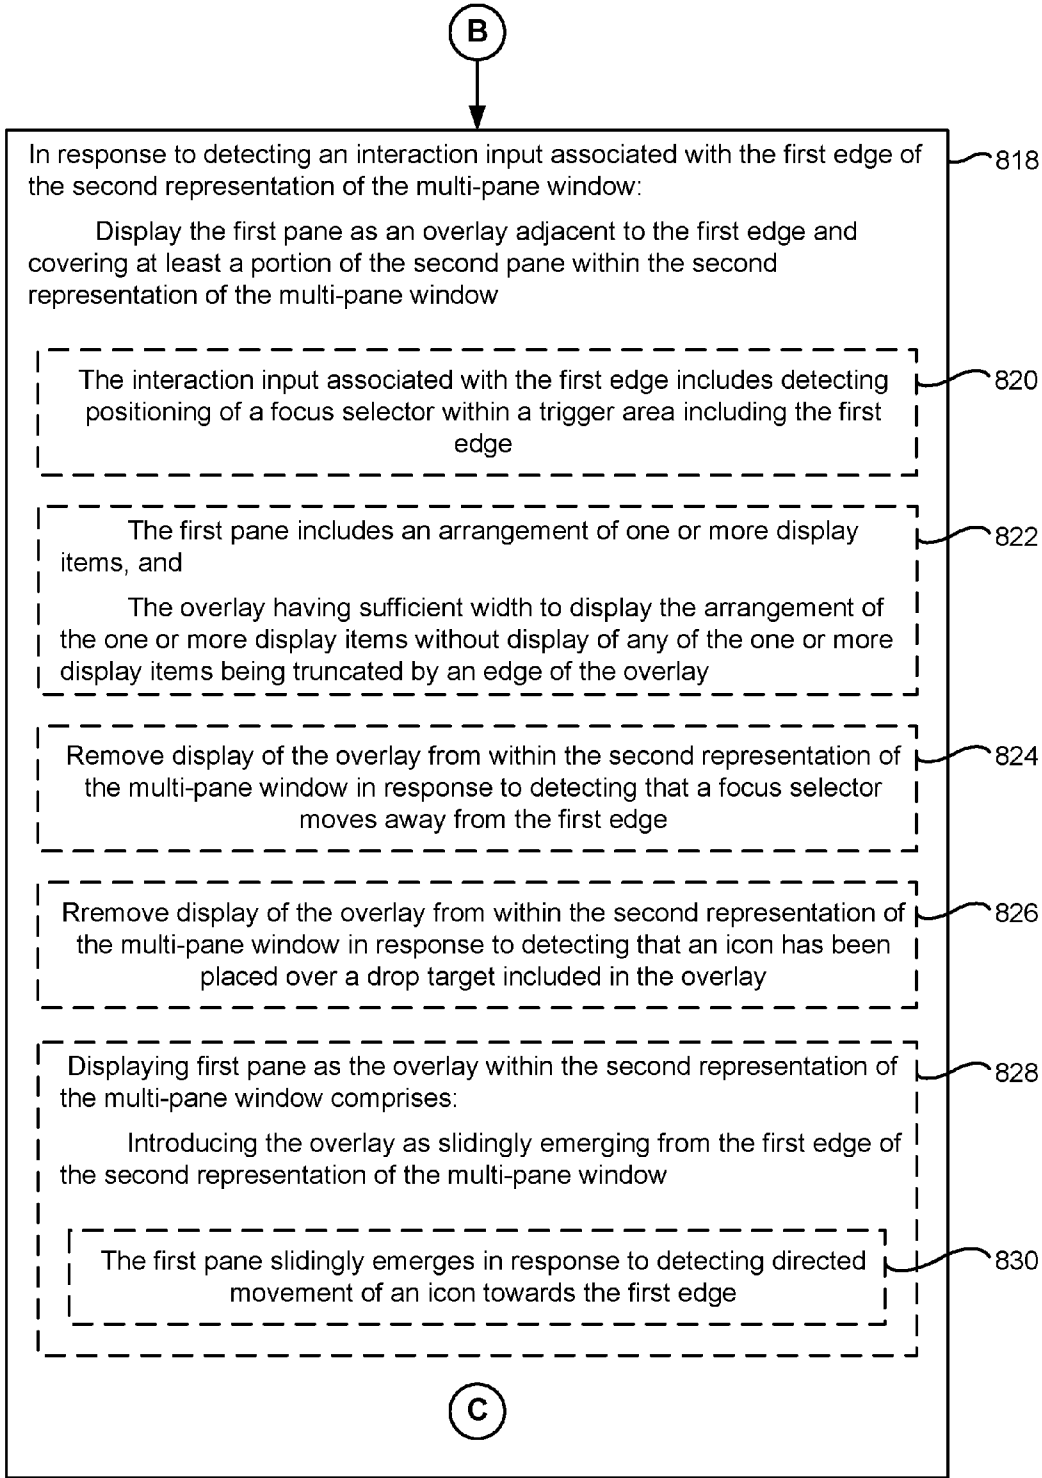 B
In response to detecting an interaction input associated with the first edge of
the second representation of the multi-pane window:
Display the first pane as an overlay adjacent to the first edge and
covering at least a portion of the second pane within the second
representation of the multi-pane window
818
The interaction input associated with the first edge includes detecting
positioning of a focus selector within a trigger area including the first
edge
820
The first pane includes an arrangement of one or more display
items, and
The overlay having sufficient width to display the arrangement of
the one or more display items without display of any of the one or more
display items being truncated by an edge of the overlay
822
Remove display of the overlay from within the second representation of
the multi-pane window in response to detecting that a focus selector
moves away from the first edge
824
Rremove display of the overlay from within the second representation of
the multi-pane window in response to detecting that an icon has been
placed over a drop target included in the overlay
826
Displaying first pane as the overlay within the second representation of
the multi-pane window comprises:
Introducing the overlay as slidingly emerging from the first edge of
the second representation of the multi-pane window
828
The first pane slidingly emerges in response to detecting directed
movement of an icon towards the first edge
830
C